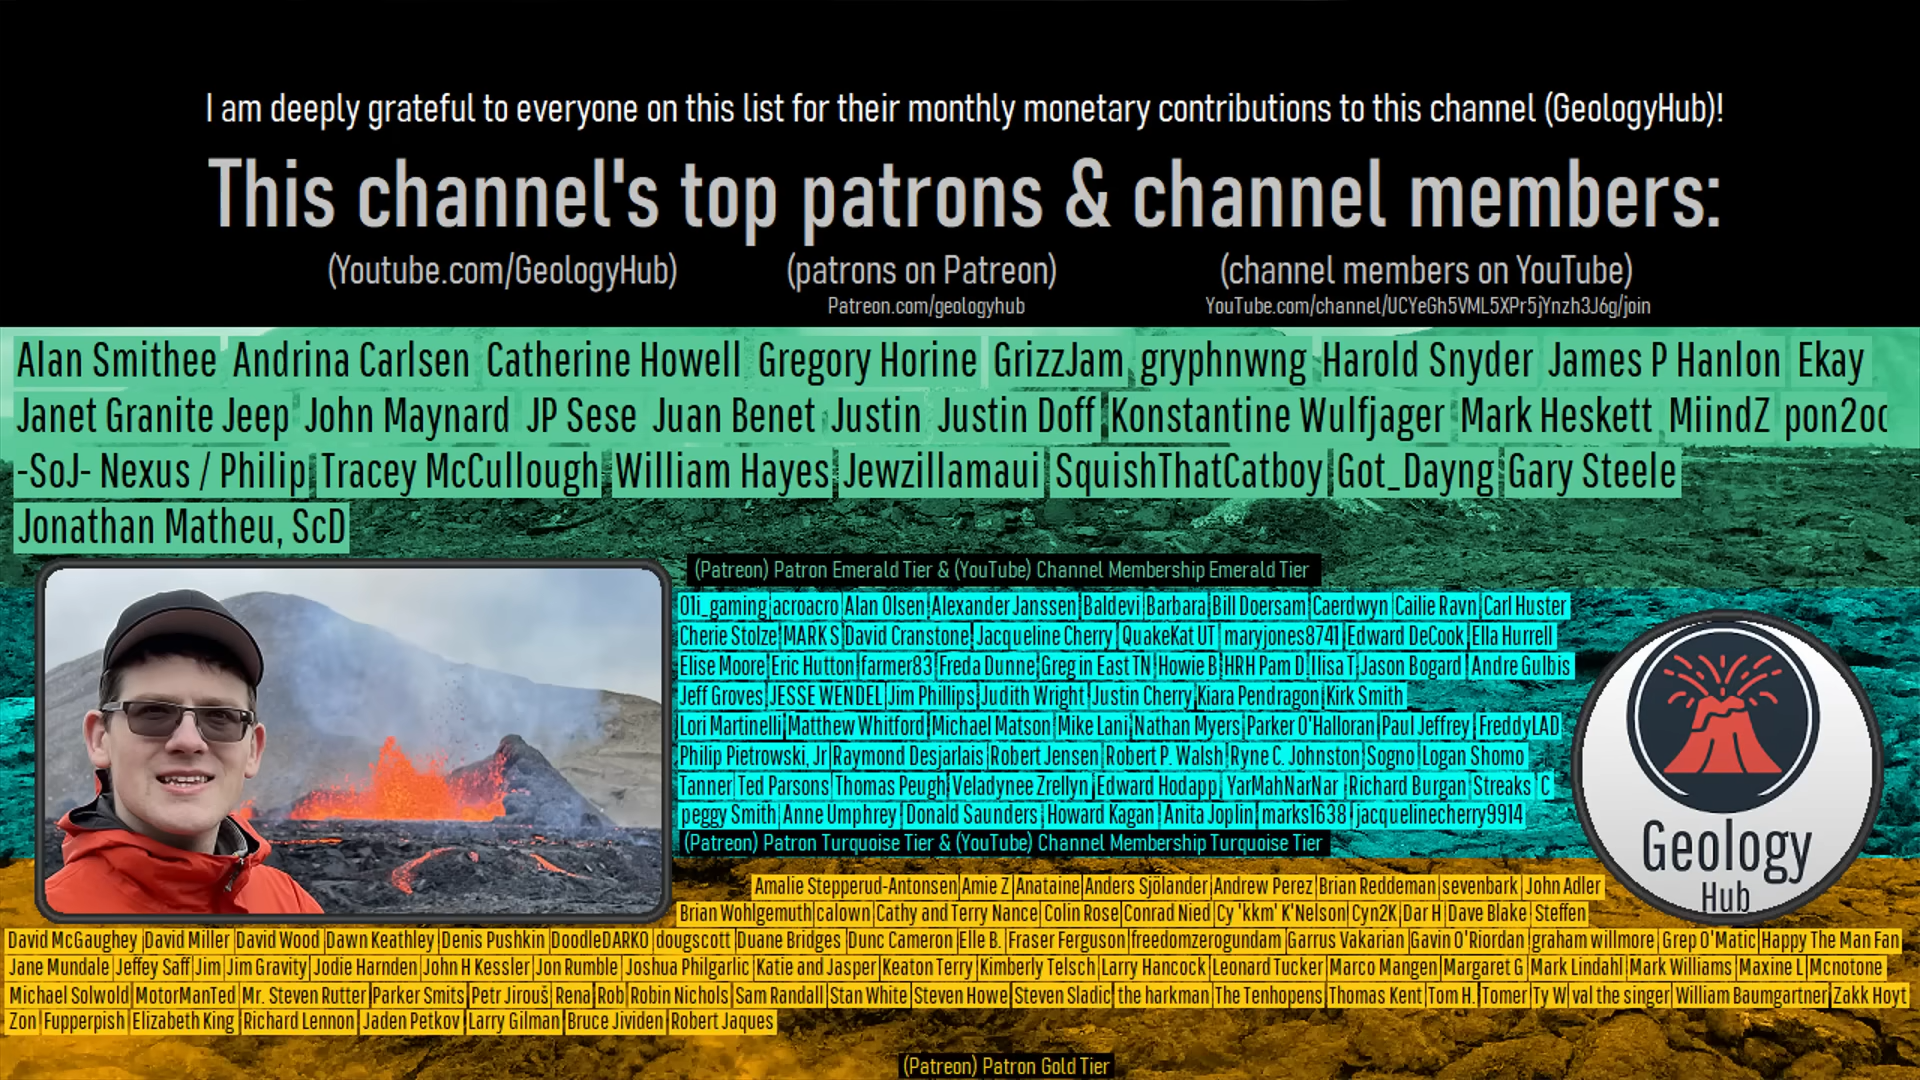 I am deeply grateful to everyone on this list for their monthly monetary contributions to this channel (GeologyHub)!
This channel's top patrons & channel members:
(Youtube.com/GeologyHub) (patrons on Patreon) (channel members on YouTube)
Patreon.com/geologyhub YouTube.com/channel/UCYeGh5VML5XPr5jYnzh3J6g/join
Alan Smithee Andrina Carlsen Catherine Howell Gregory Horine GrizzJam gryphnwng Harold Snyder James P Hanlon Ekay
Janet Granite Jeep John Maynard JP Sese Juan Benet Justin Justin Doff Konstantine Wulfjager Mark Heskett MiindZ
-SoJ- Nexus / Philip Tracey McCullough William Hayes Jewzillamaui SquishThatCatboy Got_Dayng Gary Steele
Jonathan Matheu, ScD
(Patreon) Patron Emerald Tier & (YouTube) Channel Membership Emerald Tier
01i_gaming acroacro Alan Olsen Alexander Janssen Baldevi Barbara Bill Doersam Caerdwyn Cailie Ravn Carl Huster
Cherie Stolze MARK S David Cranstone Jacqueline Cherry QuakeKat UT maryjones8741 Edward DeCook Ella Hurrell
Elise Moore Eric Hutton farmer83 Freda Dunne Greg in East TN Howie B HRH Pam D Ilisa T Jason Bogard Andre Gulbis
Jeff Groves JESSE WENDEL Jim Phillips Judith Wright Justin Cherry Kiara Pendragon Kirk Smith
Lori Martinelli Matthew Whitford Michael Matson Mike Lani Nathan Myers Parker O'Halloran Paul Jeffrey FreddyLAD
Philip Pietrowski, Jr Raymond Desjarlais Robert Jensen Robert P. Walsh Ryne C. Johnston Sogno Logan Shomo
Tanner Ted Parsons Thomas Peugh Veladynee Zrellyn Edward Hodapp YarMahNarNar Richard Burgan Streaks C
peggy Smith Anne Umphrey Donald Saunders Howard Kagan Anita Joplin marks1638 jacquelinecherry9914
(Patreon) Patron Turquoise Tier & (YouTube) Channel Membership Turquoise Tier
Geology
Hub
Amalie Stepperud-Antonsen Amie Z Anataine Anders Sjölander Andrew Perez Brian Reddeman sevenbark John Adler
Brian Wohlgemuth calown Cathy and Terry Nance Colin Rose Conrad Nied Cy 'kkm' K'Nelson Cyn2K Dar H Dave Blake Steffen
David McGaughey David Miller David Wood Dawn Keathley Denis Pushkin DoodleDARKO dougscott Duane Bridges Dunc Cameron Elle B. Fraser Ferguson freedomzerogundam Garrus Vakarian Gavin O'Riordan graham willmore Grep O'Matic Happy The Man Fan
Jane Mundale Jeffey Saff Jim Jim Gravity Jodie Harnden John H Kessler Jon Rumble Joshua Philgarlic Katie and Jasper Keaton Terry Kimberly Telsch Larry Hancock Leonard Tucker Marco Mangen Margaret G Mark Lindahl Mark Williams Maxine L Mcnotone
Michael Solwold MotorManTed Mr. Steven Rutter Parker Smits Petr Jirouš Rena Rob Robin Nichols Sam Randall Stan White Steven Howe Steven Sladic the harkman The Tenhopens Thomas Kent Tom H. Tomer Ty W val the singer William Baumgartner Zakk Hoyt
Zon Fupperpish Elizabeth King Richard Lennon Jaden Petkov Larry Gilman Bruce Jividen Robert Jaques
(Patreon) Patron Gold Tier